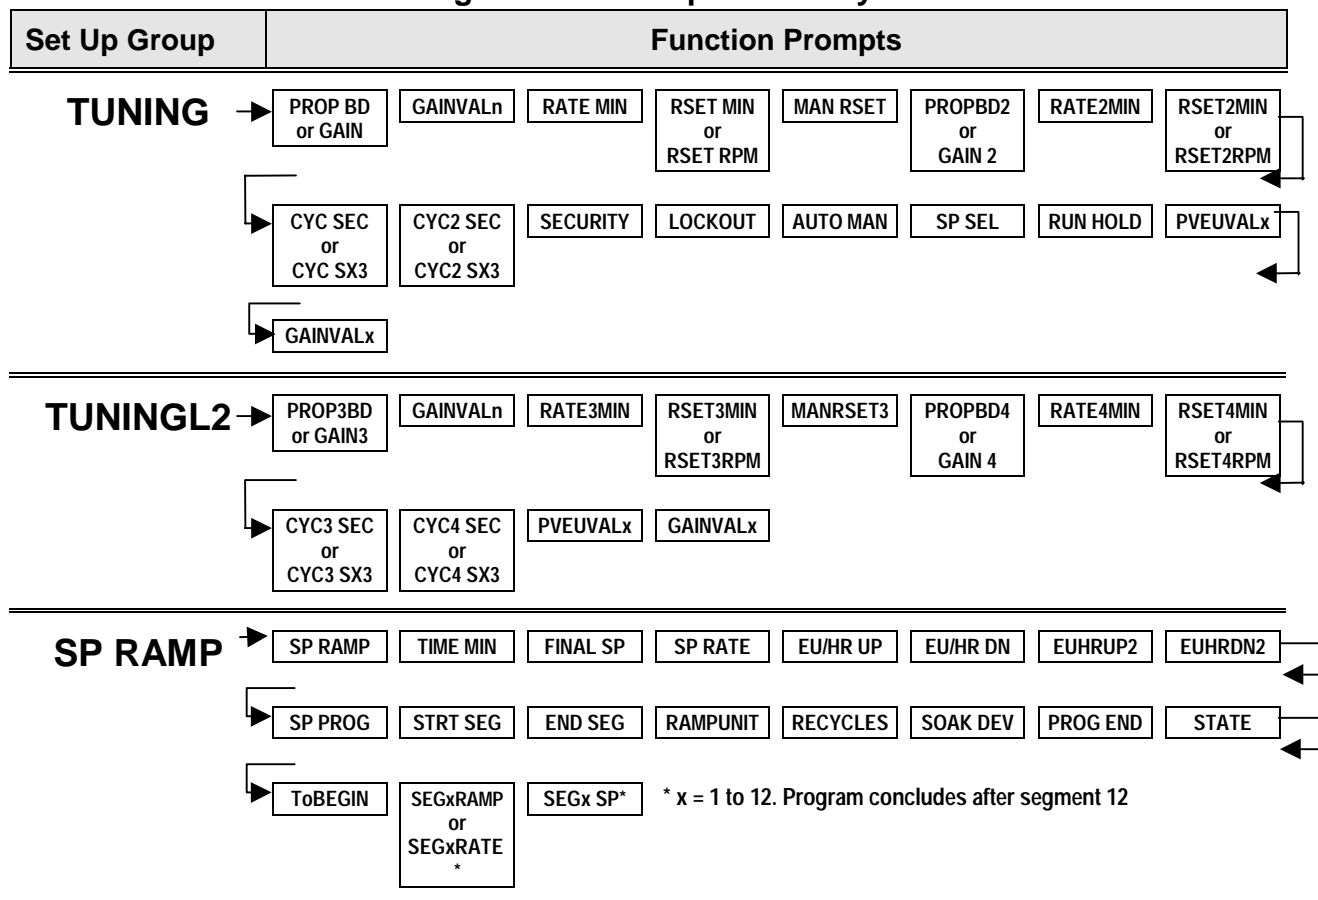 Set Up Group
Function Prompts
TUNING
PROP BD
or GAIN
GAINVALn
RATE MIN
RSET MIN
or
RSET RPM
MAN RSET
PROPBD2
or
GAIN 2
RATE2MIN
RSET2MIN
or
RSET2RPM
CYC SEC
or
CYC SX3
CYC2 SEC
or
CYC2 SX3
SECURITY
LOCKOUT
AUTO MAN
SP SEL
RUN HOLD
PVEUVALx
GAINVALx
TUNINGL2
PROP3BD
or GAIN3
GAINVALn
RATE3MIN
RSET3MIN
or
RSET3RPM
MANRSET3
PROPBD4
or
GAIN 4
RATE4MIN
RSET4MIN
or
RSET4RPM
CYC3 SEC
or
CYC3 SX3
CYC4 SEC
or
CYC4 SX3
PVEUVALx
GAINVALx
SP RAMP
SP RAMP
TIME MIN
FINAL SP
SP RATE
EU/HR UP
EU/HR DN
EUHRUP2
EUHRDN2
SP PROG
STRT SEG
END SEG
RAMPUNIT
RECYCLES
SOAK DEV
PROG END
STATE
ToBEGIN
SEGxRAMP
or
SEGxRATE
*
SEGx SP*
* x = 1 to 12. Program concludes after segment 12